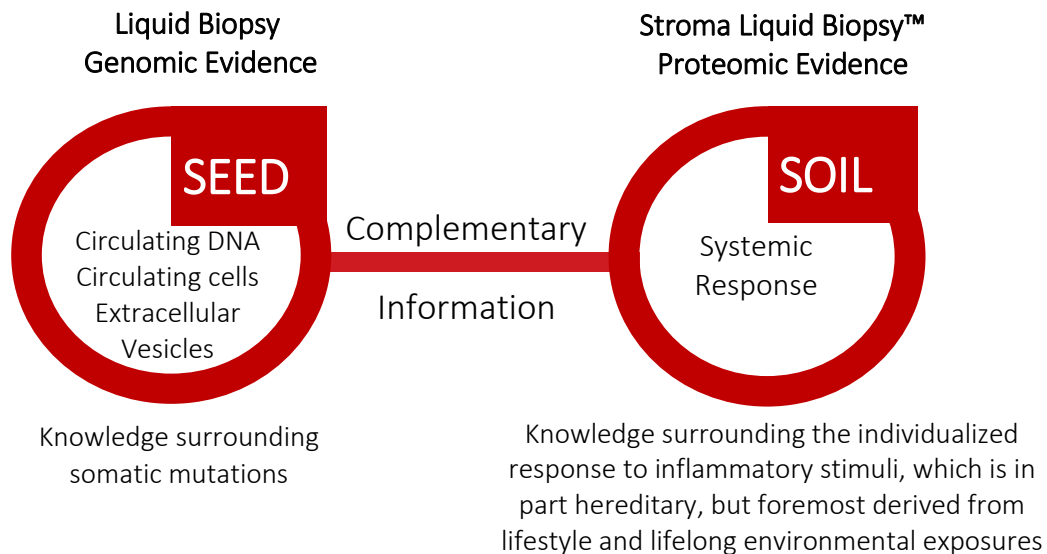 Liquid Biopsy
Genomic Evidence
SEED
Circulating DNA
Circulating cells
Extracellular
Vesicles
Knowledge surrounding
somatic mutations
Complementary
Information
Stroma Liquid Biopsy™
Proteomic Evidence
SOIL
Systemic
Response
Knowledge surrounding the individualized
response to inflammatory stimuli, which is in
part hereditary, but foremost derived from
lifestyle and lifelong environmental exposures